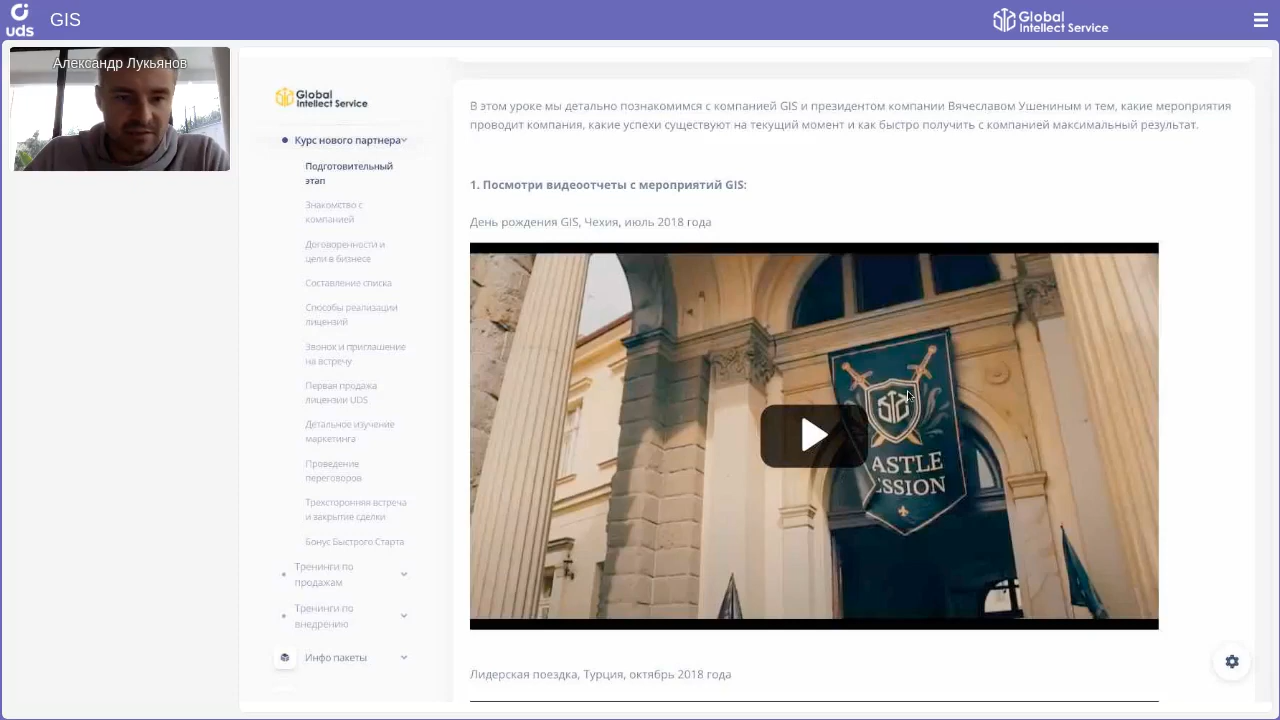 uds
GIS
Global
Intellect Service
Александр Лукьянов
Global
Intellect Service
Курс нового партнера
Подготовительный
этап
Знакомство с
компанией
Договоренности и
цели в бизнесе
Составление списка
Способы реализации
лицензий
Звонок и приглашение
на встречу
Первая продажа
лицензии UDS
Детальное изучение
маркетинга
Проведение
переговоров
Трехсторонняя встреча
и закрытие сделки
Бонус Быстрого Старта
Тренинги по
продажам
Тренинги по
внедрению
Инфо пакеты
В этом уроке мы детально познакомимся с компанией GIS и президентом компании Вячеславом Ушениным и тем, какие мероприятия
проводит компания, какие успехи существуют на текущий момент и как быстро получить с компанией максимальный результат.
1. Посмотри видеоотчеты с мероприятий GIS:
День рождения GIS, Чехия, июль 2018 года
ASTLE
ESSION
Лидерская поездка, Турция, октябрь 2018 года